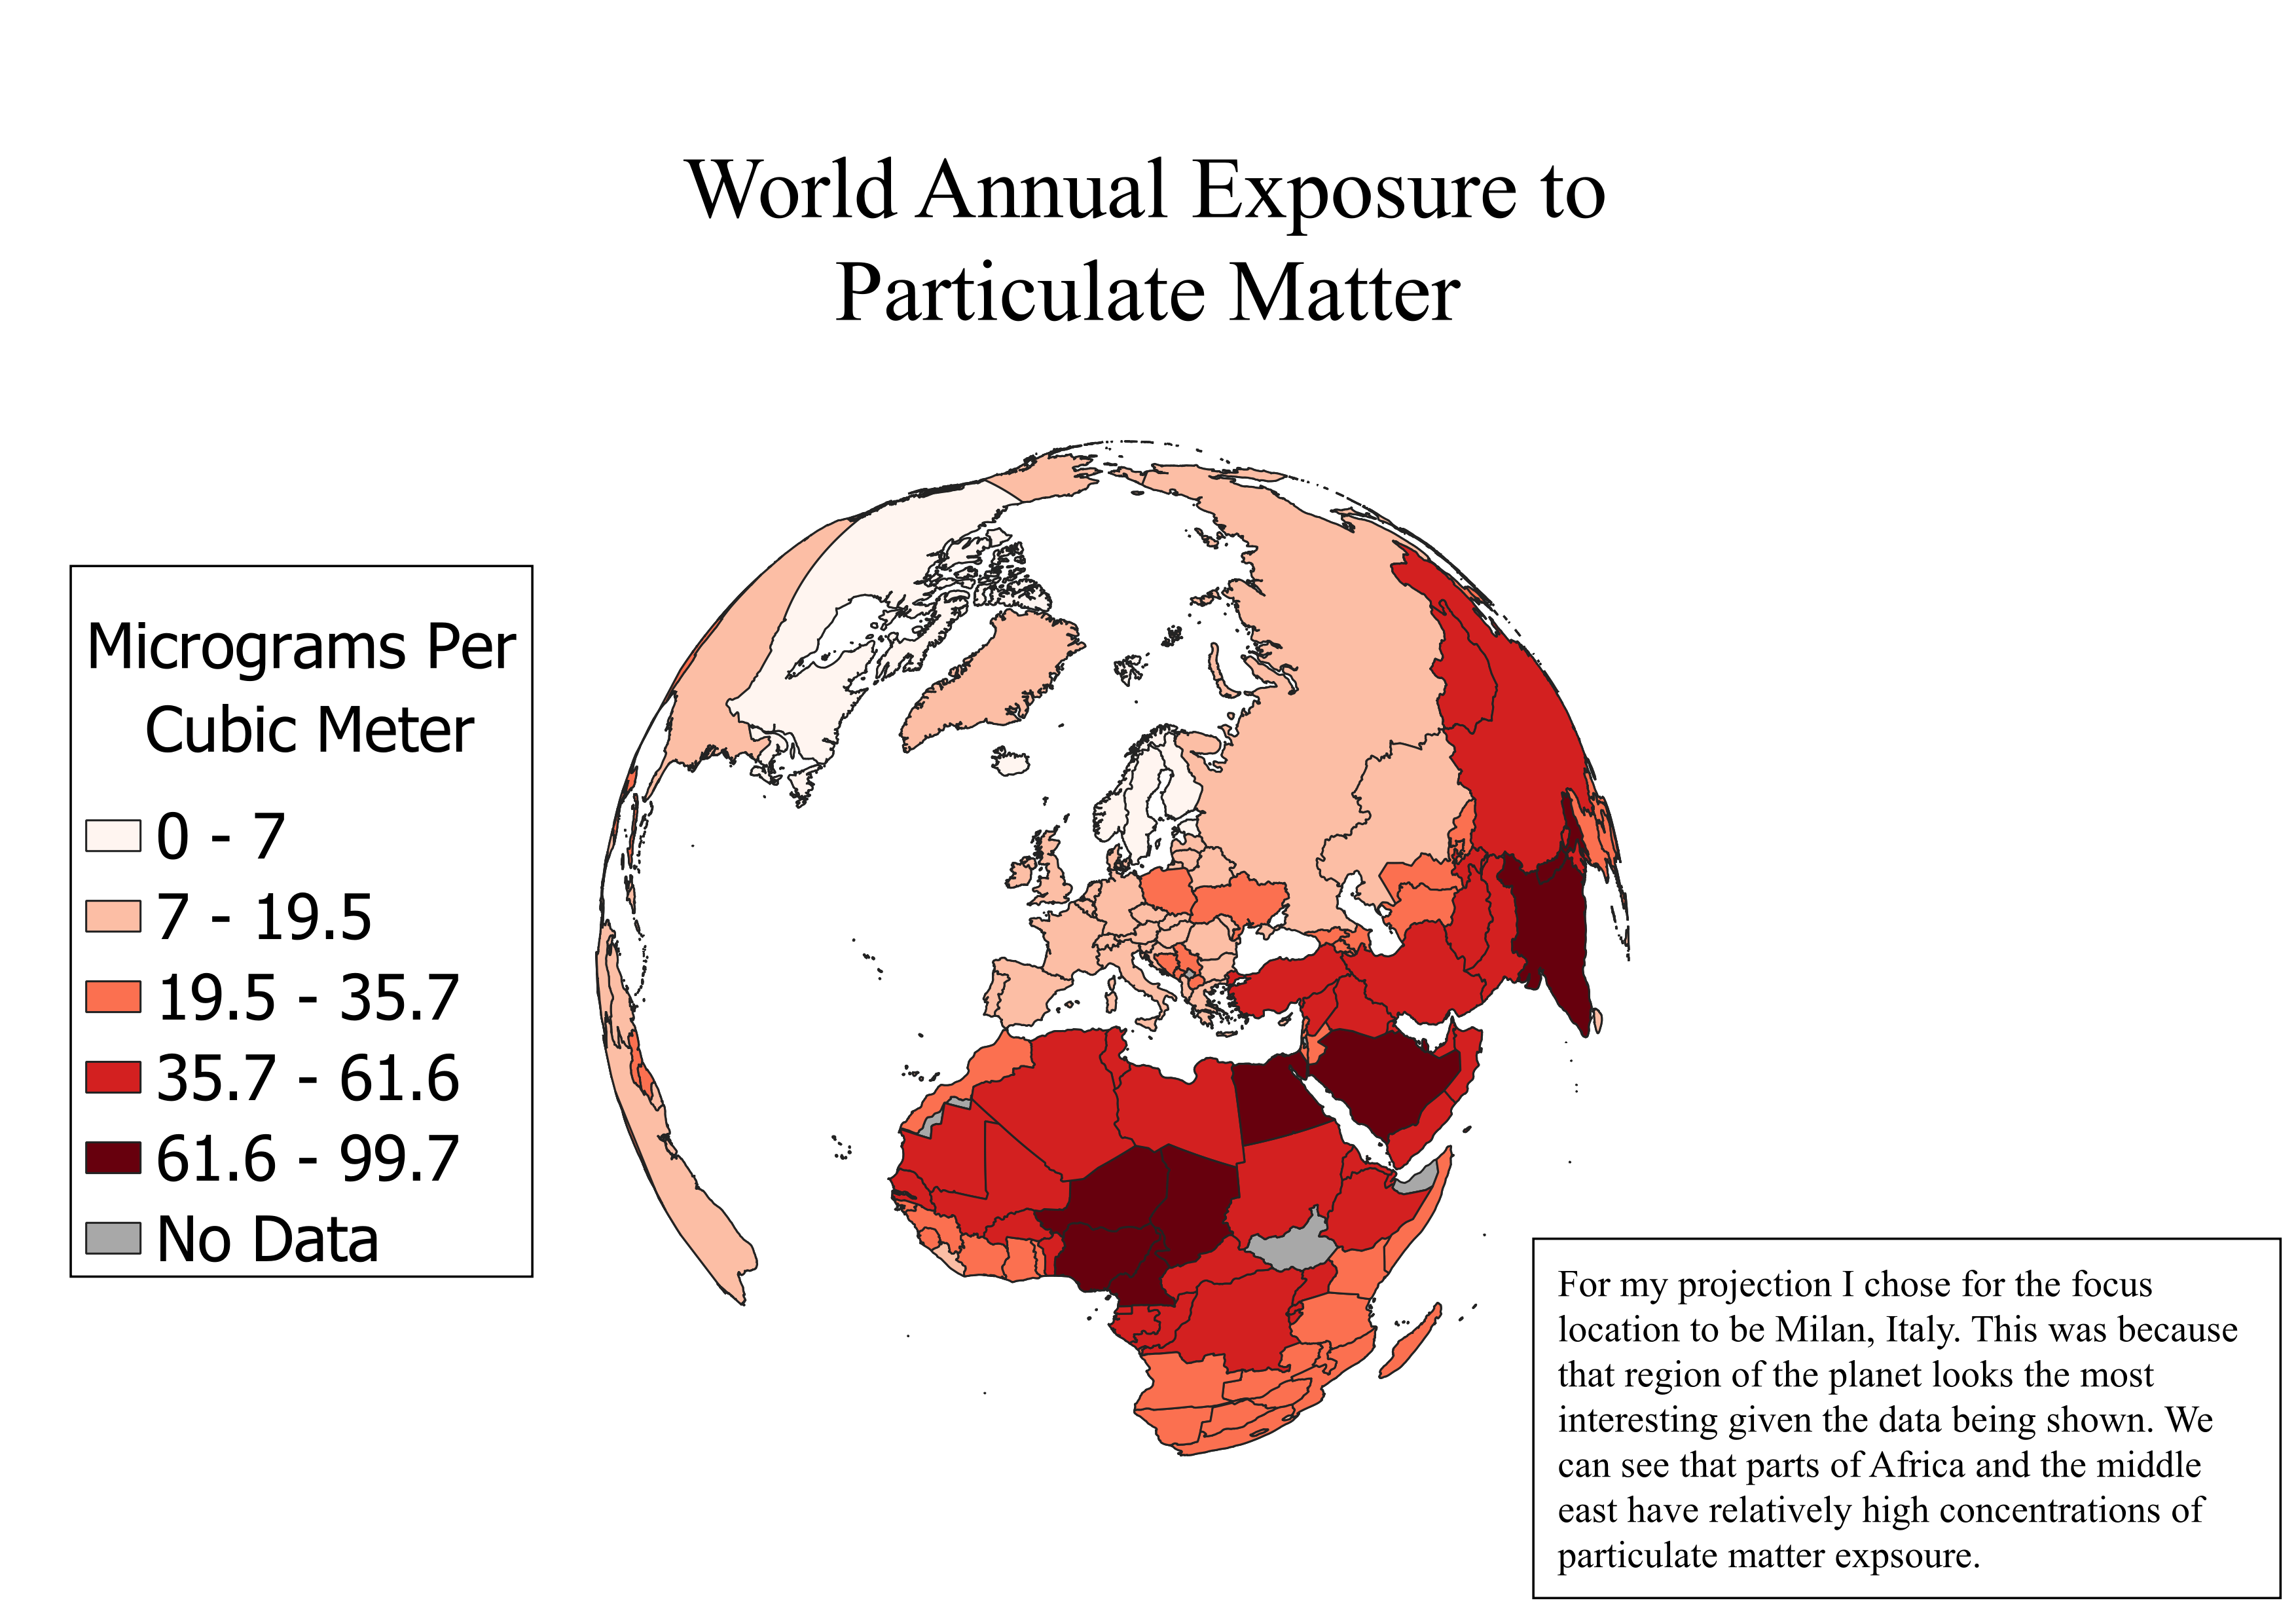 World Annual Exposure to
Particulate Matter
Micrograms Per
Cubic Meter
0 - 7
7 - 19.5
19.5 - 35.7
35.7 - 61.6
61.6 - 99.7
No Data
For my projection I chose for the focus
location to be Milan, Italy. This was because
that region of the planet looks the most
interesting given the data being shown. We
can see that parts of Africa and the middle
east have relatively high concentrations of
particulate matter expsoure.